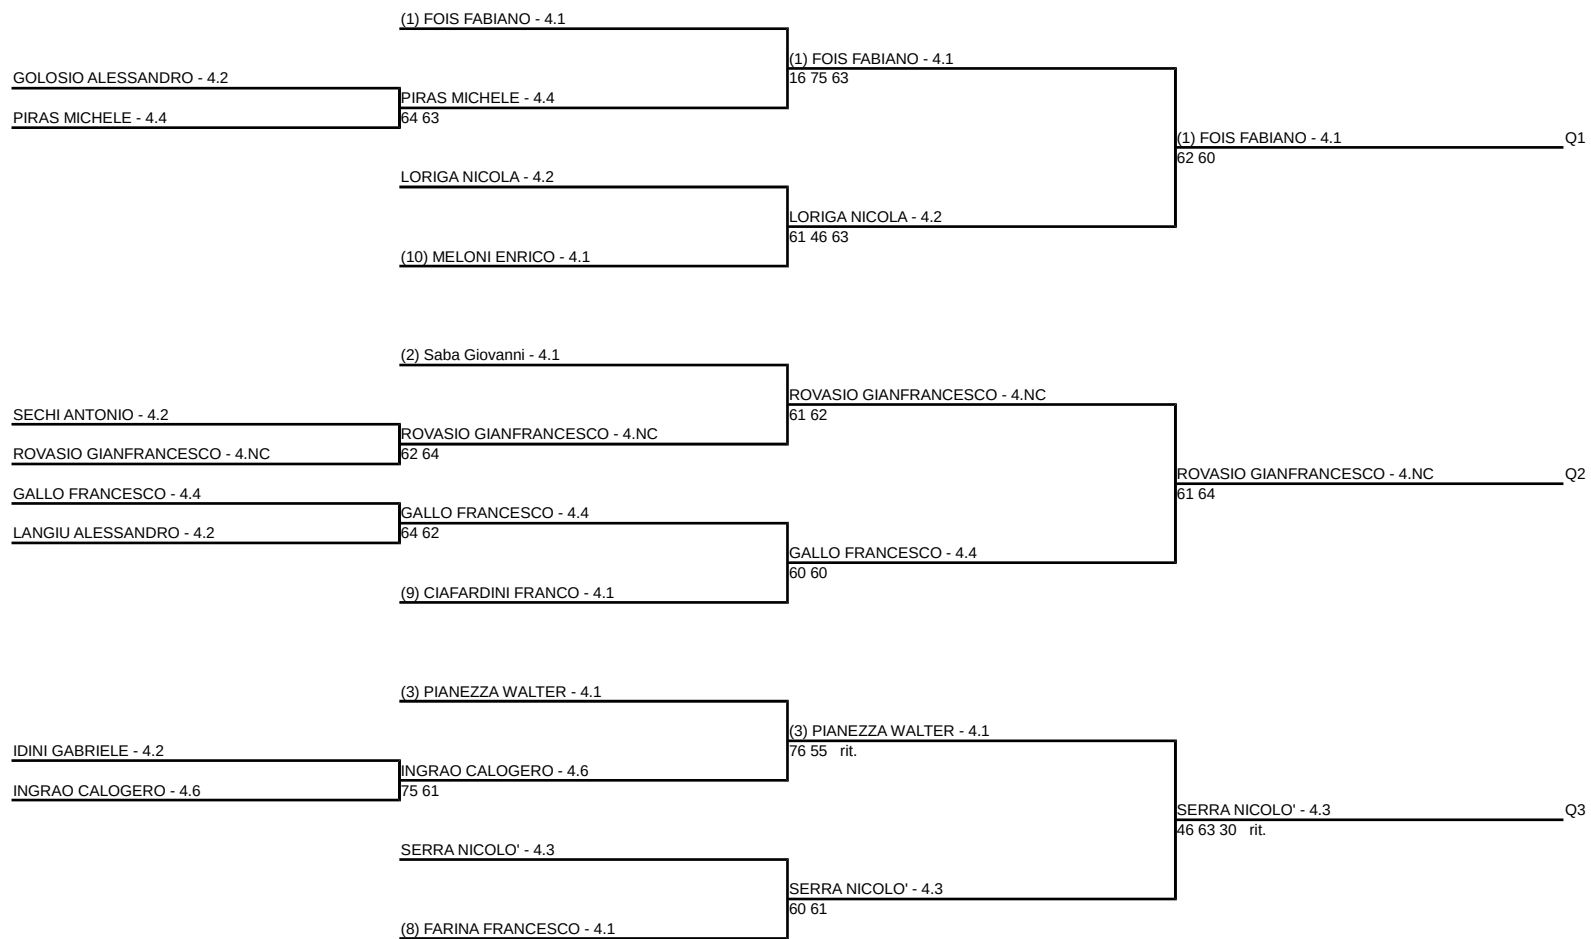 (1) FOIS FABIANO - 4.1
(1) FOIS FABIANO - 4.1
GOLOSIO ALESSANDRO - 4.2
16 75 63
PIRAS MICHELE - 4.4
PIRAS MICHELE - 4.4
64 63
(1) FOIS FABIANO - 4.1
Q1
62 60
LORIGA NICOLA - 4.2
LORIGA NICOLA - 4.2
61 46 63
(10) MELONI ENRICO - 4.1
(2) Saba Giovanni - 4.1
ROVASIO GIANFRANCESCO - 4.NC
SECHI ANTONIO - 4.2
61 62
ROVASIO GIANFRANCESCO - 4.NC
ROVASIO GIANFRANCESCO - 4.NC
62 64
ROVASIO GIANFRANCESCO - 4.NC
Q2
GALLO FRANCESCO - 4.4
61 64
GALLO FRANCESCO - 4.4
LANGIU ALESSANDRO - 4.2
64 62
GALLO FRANCESCO - 4.4
60 60
(9) CIAFARDINI FRANCO - 4.1
(3) PIANEZZA WALTER - 4.1
(3) PIANEZZA WALTER - 4.1
IDINI GABRIELE - 4.2
76 55 rit.
INGRAO CALOGERO - 4.6
INGRAO CALOGERO - 4.6
75 61
SERRA NICOLO' - 4.3
Q3
46 63 30 rit.
SERRA NICOLO' - 4.3
SERRA NICOLO' - 4.3
60 61
(8) FARINA FRANCESCO - 4.1